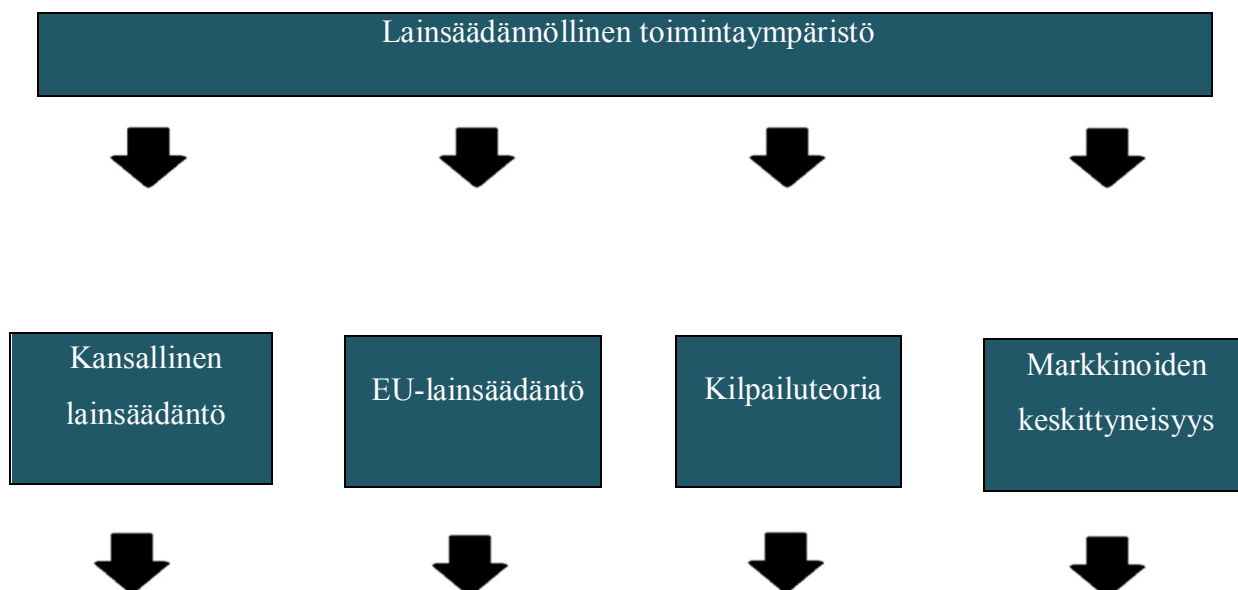 Lainsäädännöllinen toimintaympäristö
Kansallinen
lainsäädäntö
EU-lainsäädäntö
Kilpailuteoria
Markkinoiden
keskittyneisyys